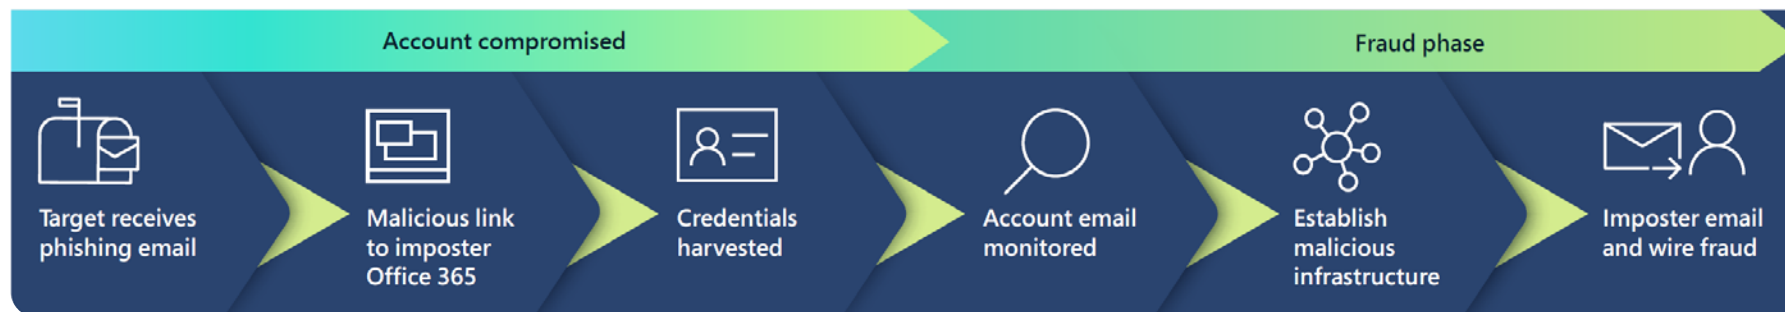 Account compromised
Fraud phase
Target receives
phishing email
Malicious link
to imposter
Office 365
Credentials
harvested
Account email
monitored
Establish
malicious
infrastructure
Imposter email
and wire fraud